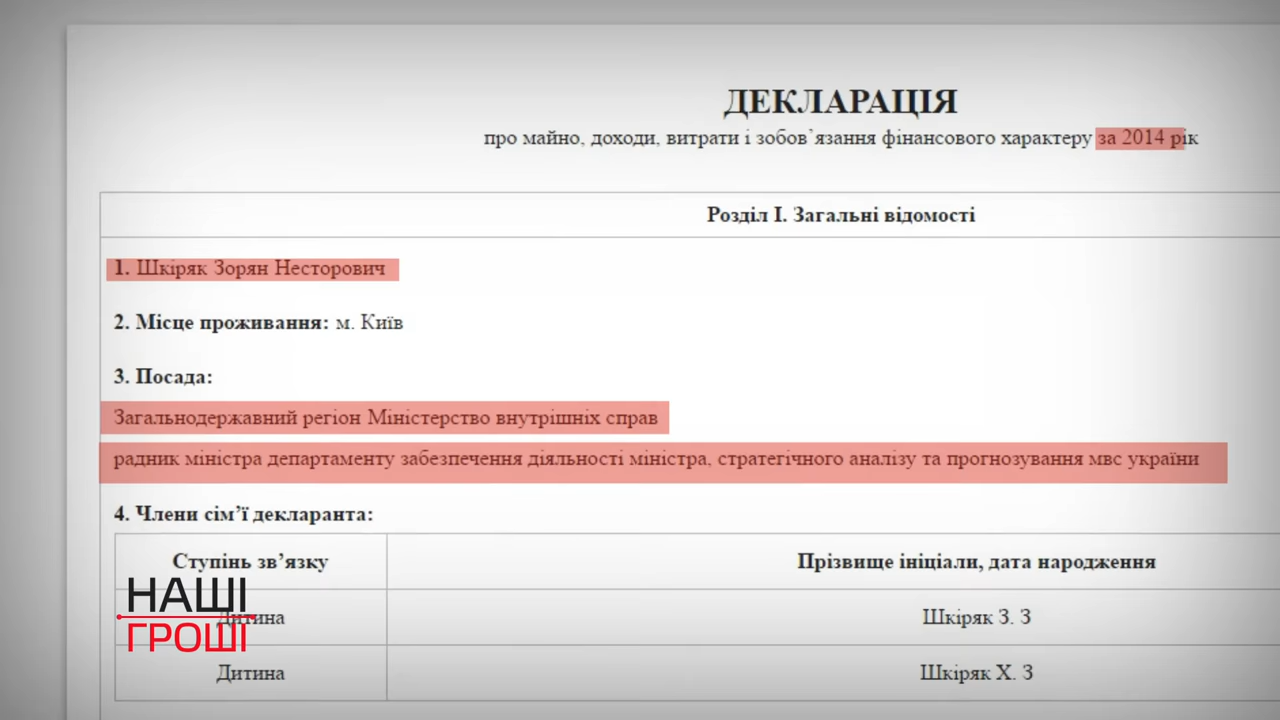 ДЕКЛАРАЦІЯ
про майно, доходи, витрати і зобов`язання фінансового характеру за 2014 рік
Розділ І. Загальні відомості
1. Шкіряк Зорян Несторович
2. Місце проживання: м. Київ
3. Посада:
Загальнодержавний регіон Міністерство внутрішніх справ
радник міністра департаменту забезпечення діяльності міністра, стратегічного аналізу та прогнозування мвс україни
4. Члени сім’ї декларанта:
Ступінь зв’язку Прізвище ініціали, дата народження
Дитина Шкіряк З. З
Дитина Шкіряк Х. З
НАШІ
ГРОШІ